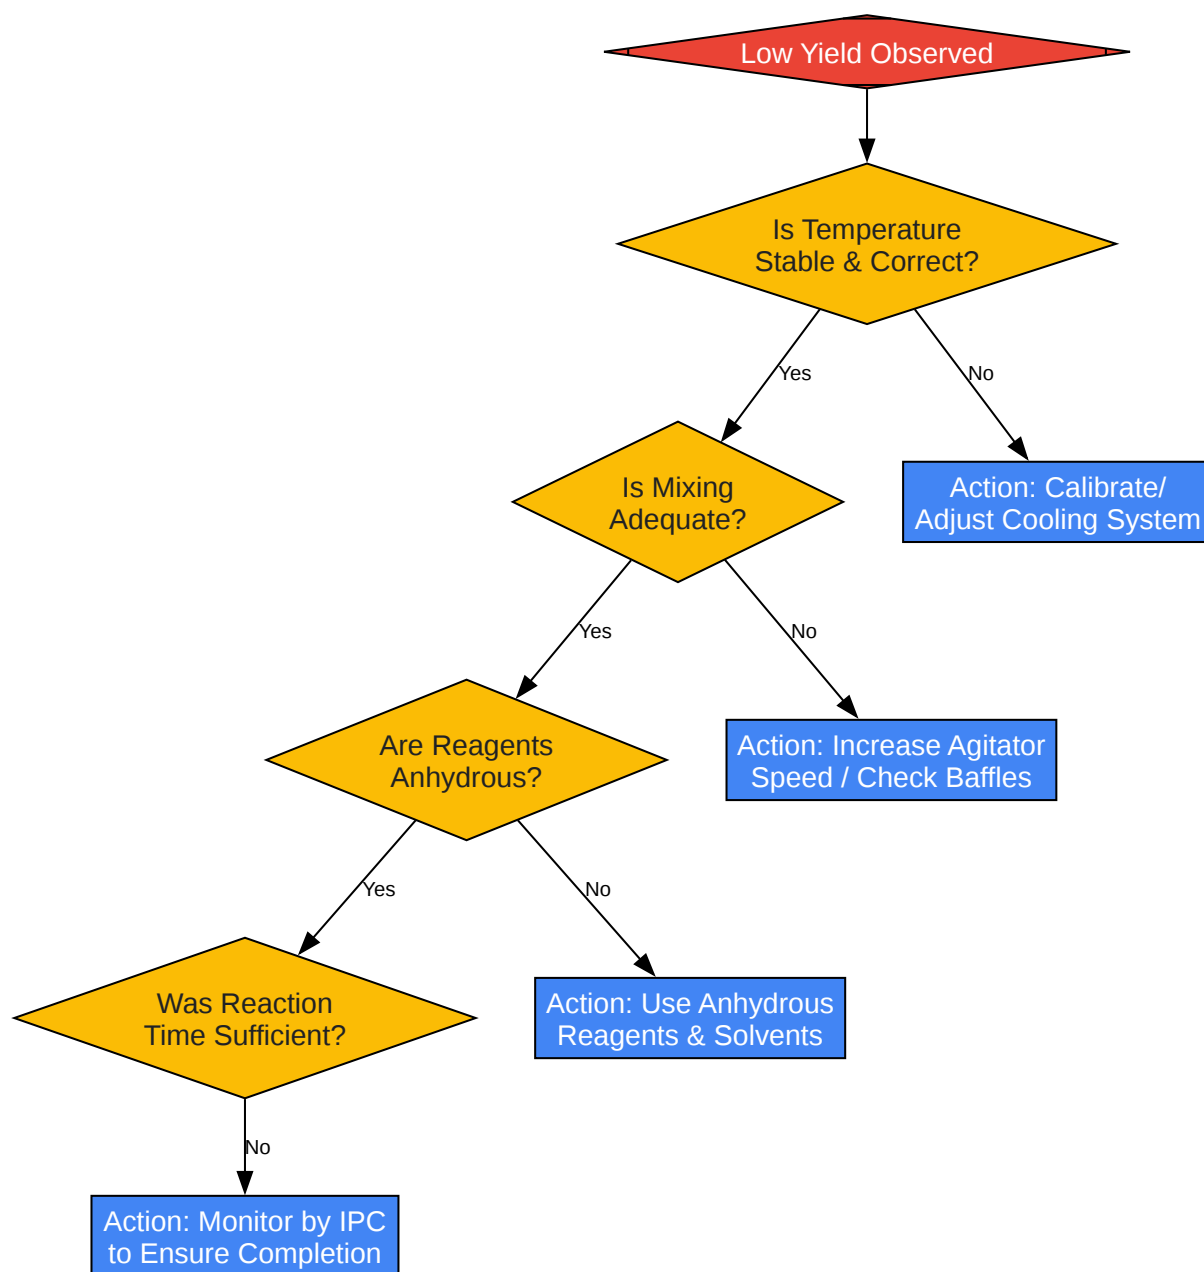 Low Yield Observed
Is Temperature
Stable & Correct?
Yes
No
Is Mixing
Adequate?
Action: Calibrate/
Adjust Cooling System
Yes
No
Are Reagents
Anhydrous?
Action: Increase Agitator
Speed / Check Baffles
Yes
No
Was Reaction
Time Sufficient?
Action: Use Anhydrous
Reagents & Solvents
No
Action: Monitor by IPC
to Ensure Completion